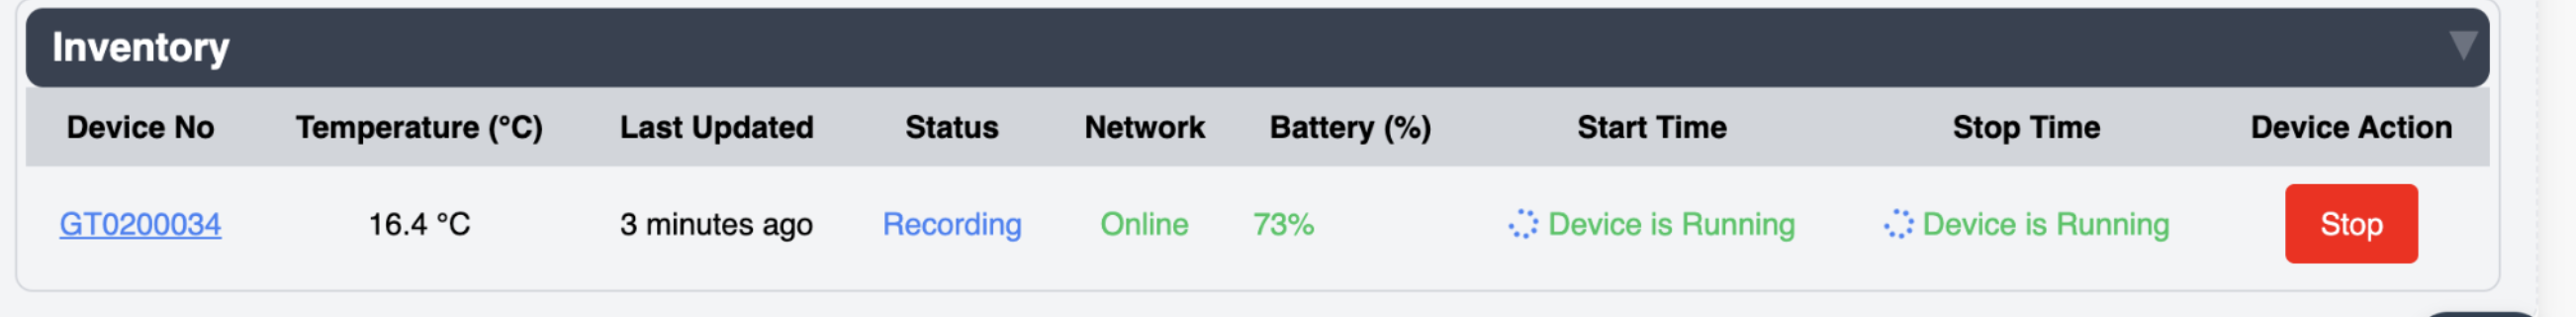 Inventory
Device No Temperature (°C) Last Updated Status Network Battery (%) Start Time Stop Time Device Action
GT0200034 16.4 °C 3 minutes ago Recording Online 73% Device is Running Device is Running Stop